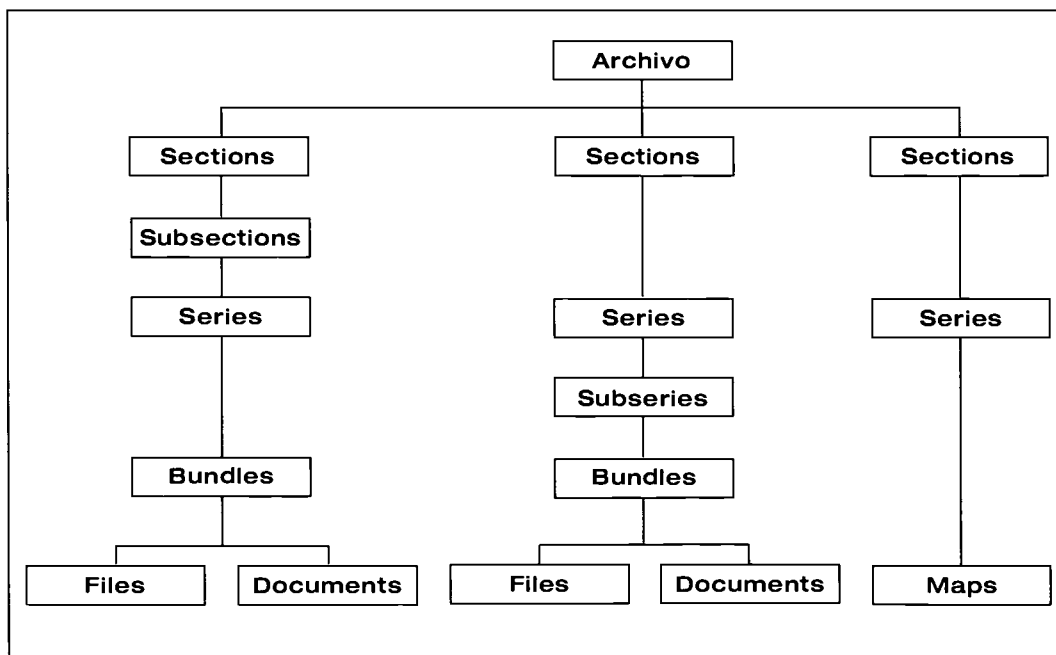 Archivo
Sections Sections Sections
Subsections
Series Series Series
Subseries
Bundles Bundles
Files Documents Files Documents Maps